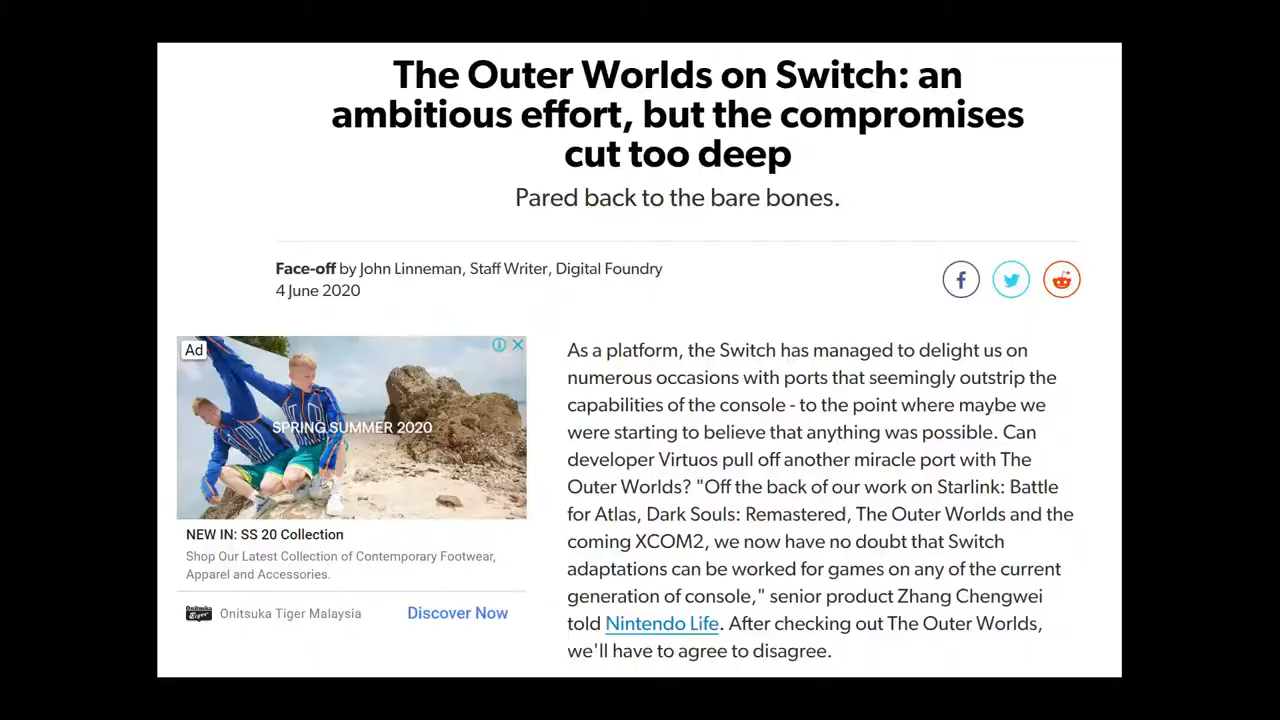 The Outer Worlds on Switch: an
ambitious effort, but the compromises
cut too deep
Pared back to the bare bones.
Face-off by John Linneman, Staff Writer, Digital Foundry
4 June 2020
Ad
SPRING SUMMER 2020
NEW IN: SS 20 Collection
Shop Our Latest Collection of Contemporary Footwear,
Apparel and Accessories.
Onitsuka Tiger
Onitsuka Tiger Malaysia
Discover Now
As a platform, the Switch has managed to delight us on
numerous occasions with ports that seemingly outstrip the
capabilities of the console - to the point where maybe we
were starting to believe that anything was possible. Can
developer Virtuos pull off another miracle port with The
Outer Worlds? "Off the back of our work on Starlink: Battle
for Atlas, Dark Souls: Remastered, The Outer Worlds and the
coming XCOM2, we now have no doubt that Switch
adaptations can be worked for games on any of the current
generation of console," senior product Zhang Chengwei
told Nintendo Life. After checking out The Outer Worlds,
we'll have to agree to disagree.